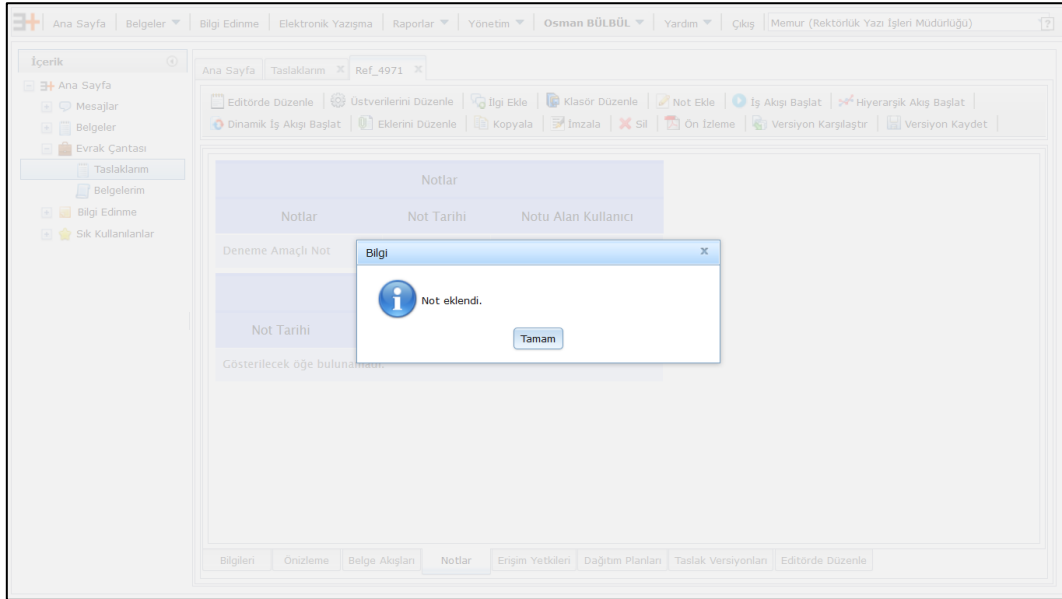 Ana Sayfa Belgeler Bilgi Edinme Elektronik Yazışma Raporlar Yönetim Osman BÜLBÜL Yardım Çıkış Memur (Rektörlük Yazı İşleri Müdürlüğü)
İçerik
Ana Sayfa
Mesajlar
Belgeler
Evrak Çantası
Taslaklarım
Belgelerim
Bilgi Edinme
Sık Kullanılanlar
Ana Sayfa Taslaklarım Ref_4971
Editörde Düzenle Üstverilerini Düzenle İlgi Ekle Klasör Düzenle Not Ekle İş Akışı Başlat Hiyerarşik Akış Başlat
Dinamik İş Akışı Başlat Eklerini Düzenle Kopyala İmzala Sil Ön İzleme Versiyon Karşılaştır Versiyon Kaydet
Notlar
Notlar Not Tarihi Notu Alan Kullanıcı
Deneme Amaçlı Not
Bilgi
Not eklendi.
Tamam
Not Tarihi
Gösterilecek öğe bulunamadı.
Bilgileri Önizleme Belge Akışları Notlar Erişim Yetkileri Dağıtım Planları Taslak Versiyonları Editörde Düzenle